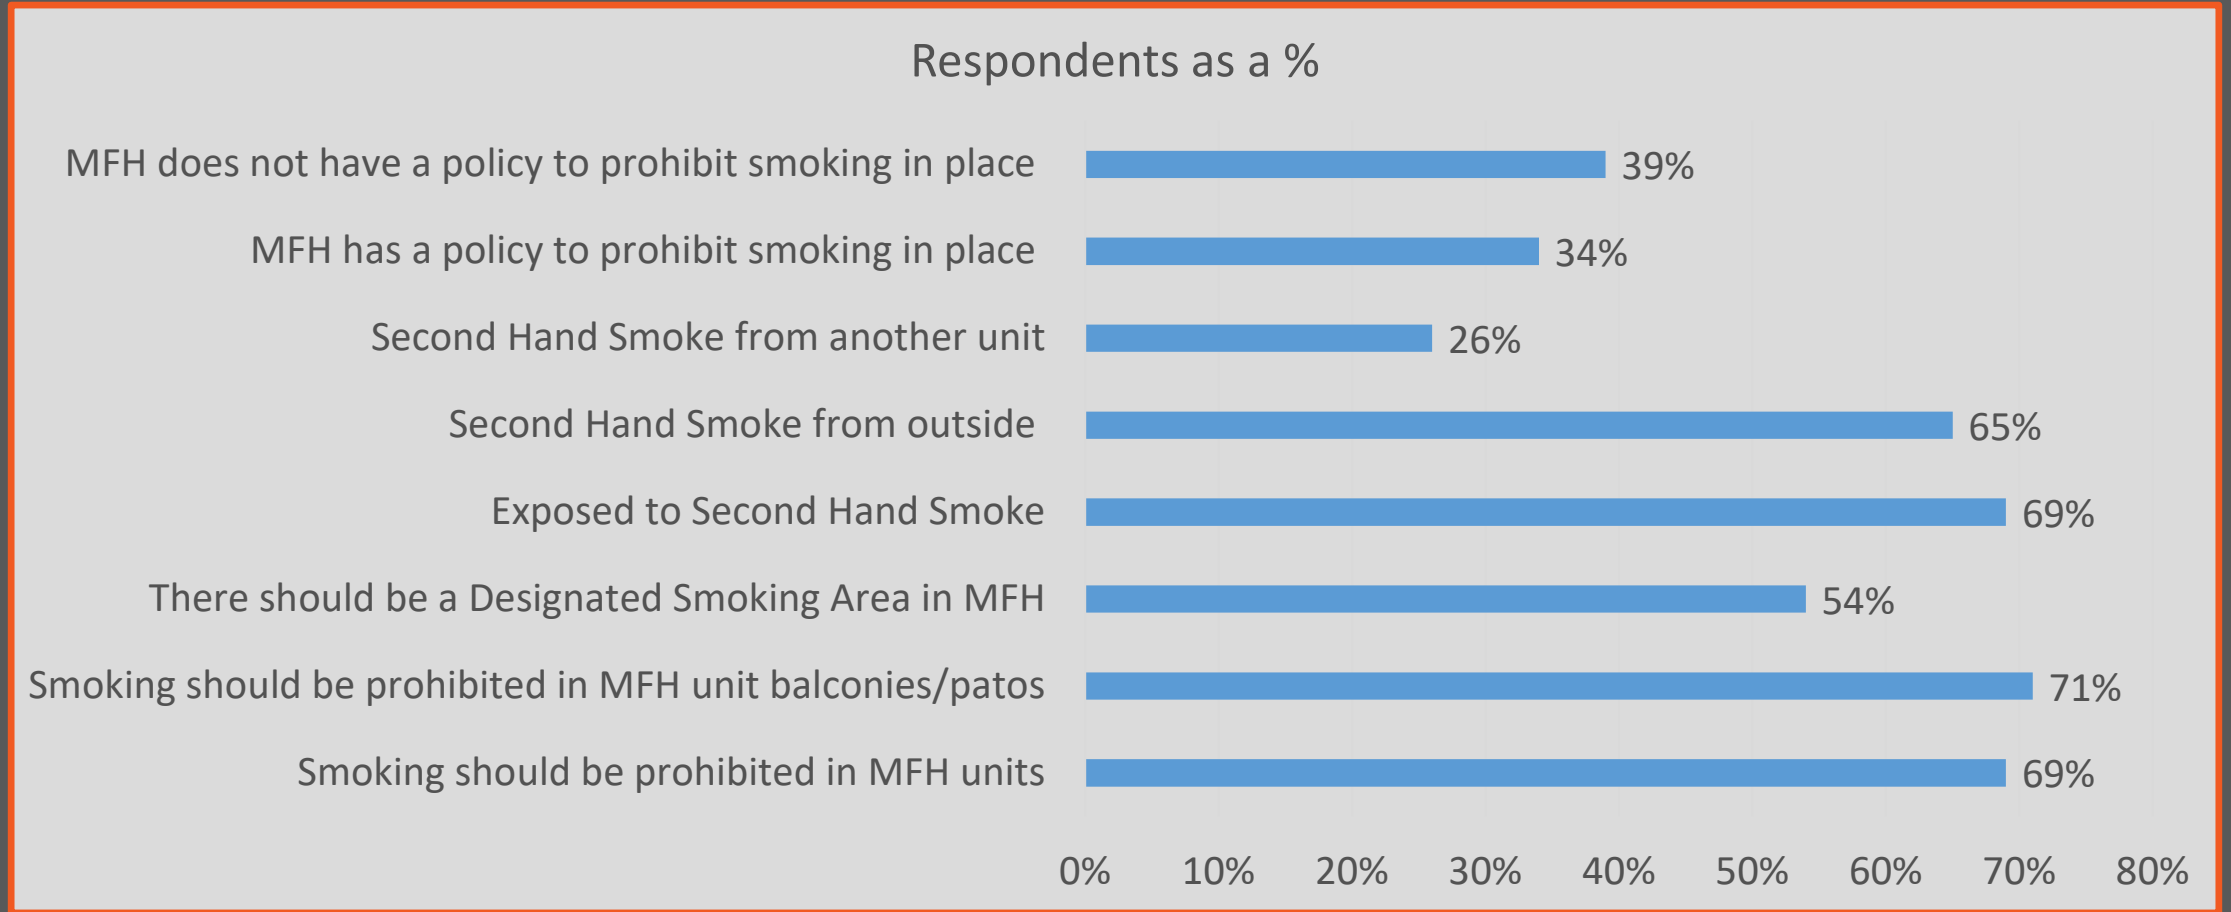 Respondents as a %
MFH does not have a policy to prohibit smoking in place 39%
MFH has a policy to prohibit smoking in place 34%
Second Hand Smoke from another unit 26%
Second Hand Smoke from outside 65%
Exposed to Second Hand Smoke 69%
There should be a Designated Smoking Area in MFH 54%
Smoking should be prohibited in MFH unit balconies/patos 71%
Smoking should be prohibited in MFH units 69%
0% 10% 20% 30% 40% 50% 60% 70% 80%